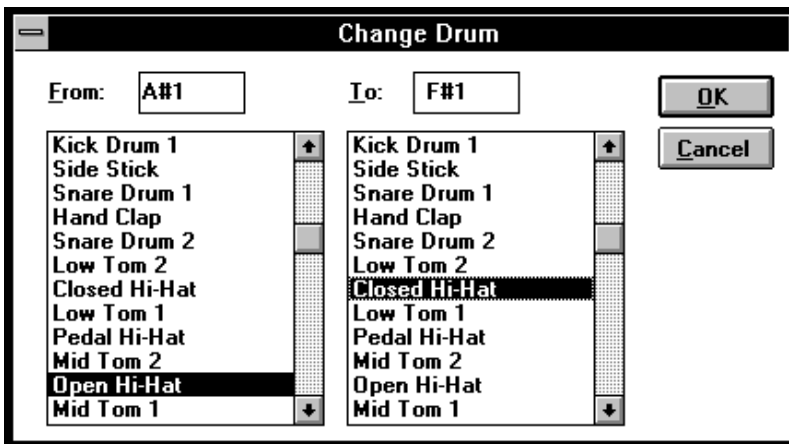 Change Drum
From: A#1
To: F#1
OK
Cancel
Kick Drum 1
Side Stick
Snare Drum 1
Hand Clap
Snare Drum 2
Low Tom 2
Closed Hi-Hat
Low Tom 1
Pedal Hi-Hat
Mid Tom 2
Open Hi-Hat
Mid Tom 1
Kick Drum 1
Side Stick
Snare Drum 1
Hand Clap
Snare Drum 2
Low Tom 2
Closed Hi-Hat
Low Tom 1
Pedal Hi-Hat
Mid Tom 2
Open Hi-Hat
Mid Tom 1